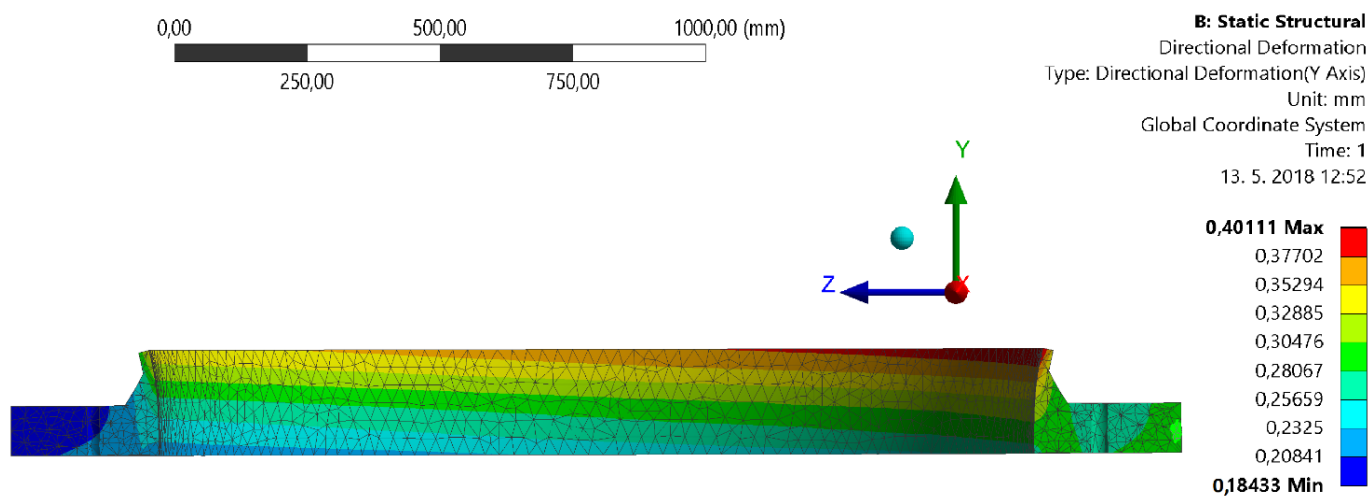 0,00 500,00 1000,00 (mm)
250,00 750,00
B: Static Structural
Directional Deformation
Type: Directional Deformation(Y Axis)
Unit: mm
Global Coordinate System
Time: 1
13. 5. 2018 12:52
Y
Z
X
0,40111 Max
0,37702
0,35294
0,32885
0,30476
0,28067
0,25659
0,2325
0,20841
0,18433 Min